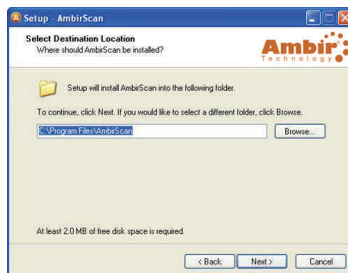 Setup - AmbirScan
Select Destination Location
Where should AmbirScan be installed?
Ambir
Technology
Setup will install AmbirScan into the following folder.
To continue, click Next. If you would like to select a different folder, click Browse.
C:\Program Files\AmbirScan
Browse...
At least 2.0 MB of free disk space is required.
< Back
Next >
Cancel